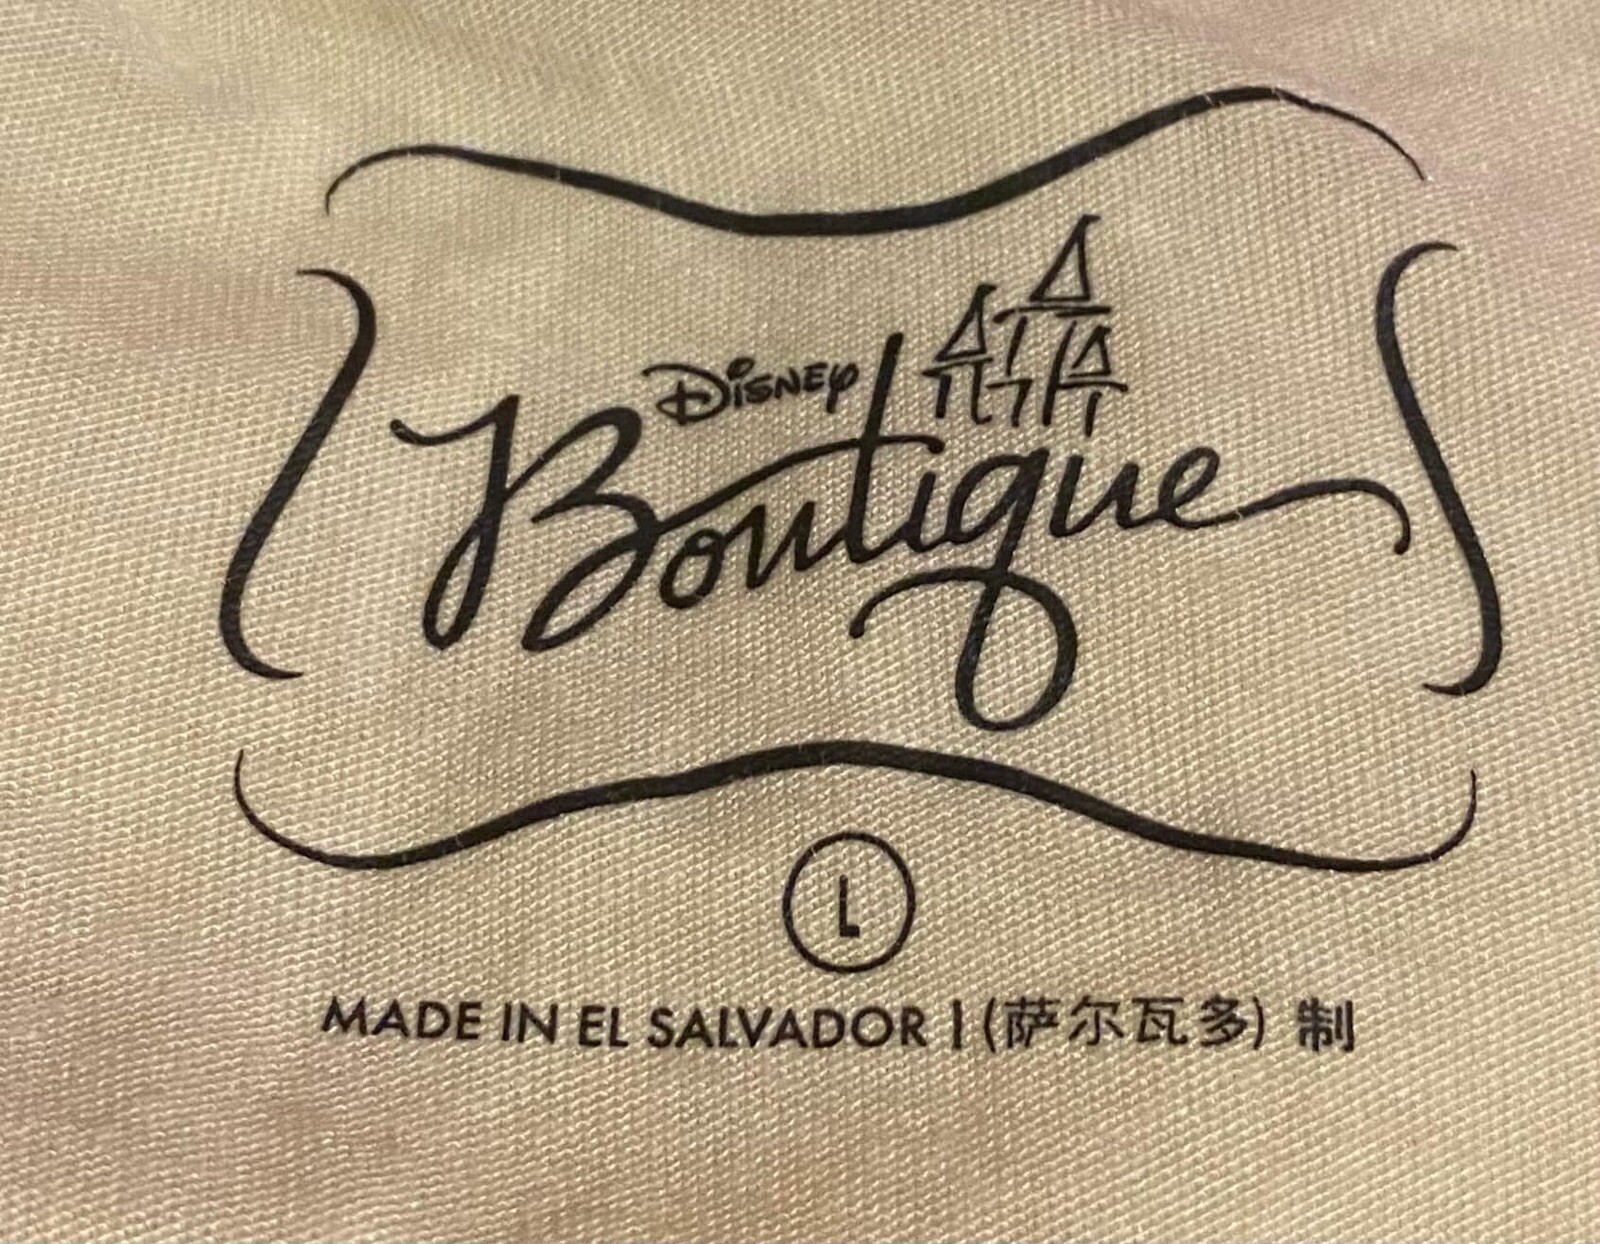 Disney
Boutique
L
MADE IN EL SALVADOR | (萨尔瓦多) 制